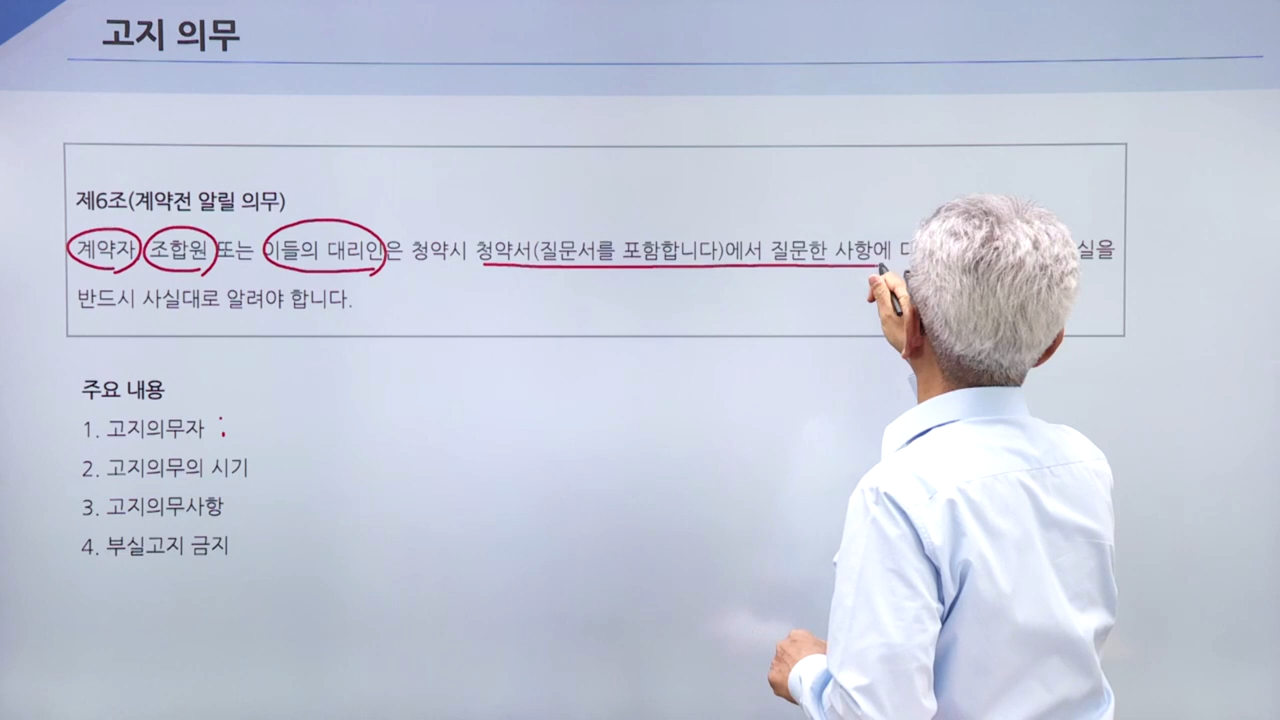 고지 의무
제6조(계약전 알릴 의무)
계약자 조합원 또는 이들의 대리인은 청약시 청약서(질문서를 포함합니다)에서 질문한 사항에 실을
반드시 사실대로 알려야 합니다.
주요 내용
1. 고지의무자 :
2. 고지의무의 시기
3. 고지의무사항
4. 부실고지 금지